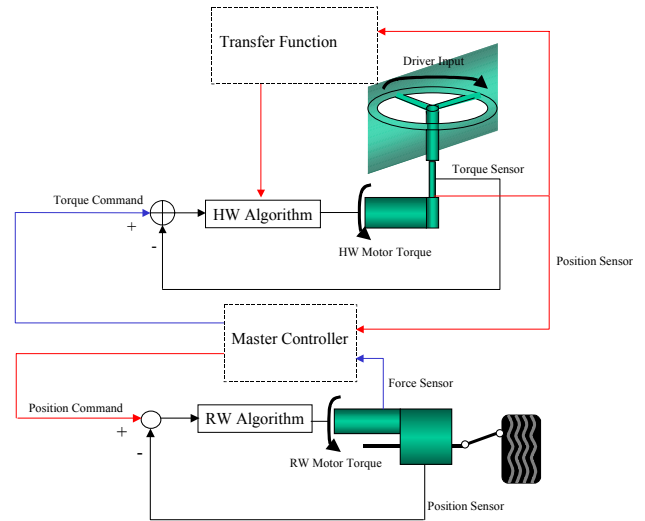 Transfer Function
Driver Input
Torque Sensor
Torque Command
+
-
HW Algorithm
HW Motor Torque
Position Sensor
Master Controller
Force Sensor
Position Command
+
-
RW Algorithm
RW Motor Torque
Position Sensor